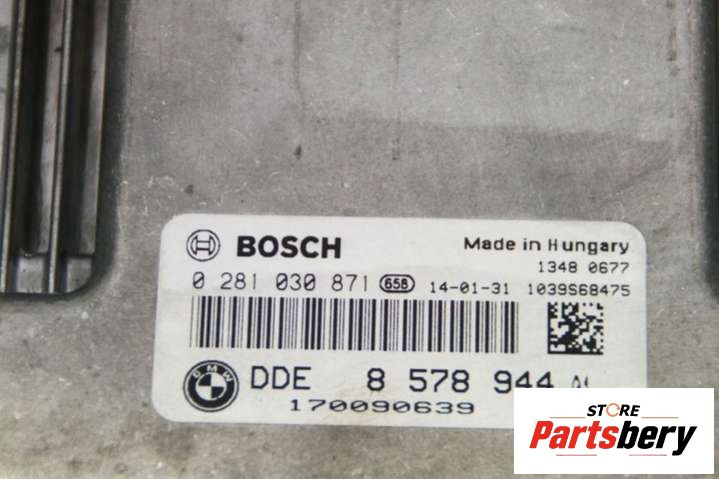 BOSCH Made in Hungary
1348 0677
0 281 030 871 658 14-01-31 1039S68475
BMW DDE 8 578 944
170090639
STORE
Partsbery